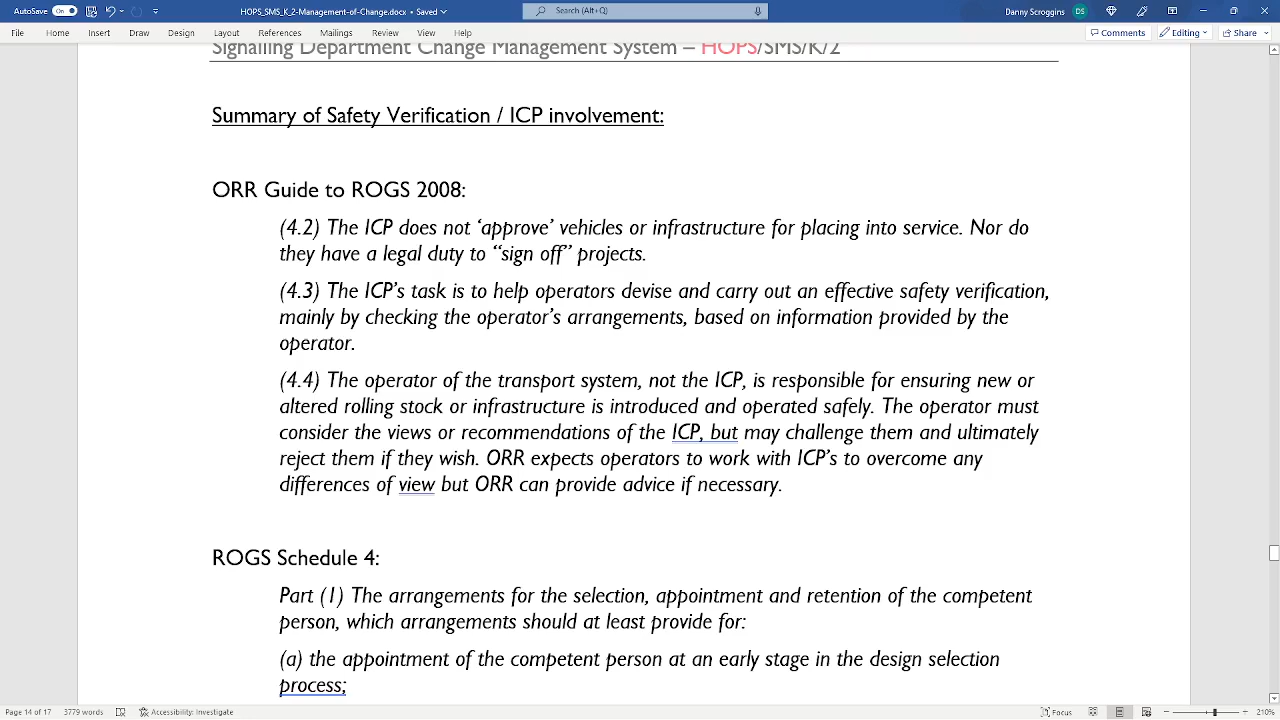 AutoSave On HOPS_SMS_K.2-Management-of-Change.docx • Saved Search (Alt+Q) Danny Scroggins DS
File Home Insert Draw Design Layout References Mailings Review View Help Comments Editing Share
Signalling Department Change Management System – HOPS/SMS/K/2
Summary of Safety Verification / ICP involvement:
ORR Guide to ROGS 2008:
(4.2) The ICP does not ‘approve’ vehicles or infrastructure for placing into service. Nor do
they have a legal duty to “sign off” projects.
(4.3) The ICP’s task is to help operators devise and carry out an effective safety verification,
mainly by checking the operator’s arrangements, based on information provided by the
operator.
(4.4) The operator of the transport system, not the ICP, is responsible for ensuring new or
altered rolling stock or infrastructure is introduced and operated safely. The operator must
consider the views or recommendations of the ICP, but may challenge them and ultimately
reject them if they wish. ORR expects operators to work with ICP’s to overcome any
differences of view but ORR can provide advice if necessary.
ROGS Schedule 4:
Part (1) The arrangements for the selection, appointment and retention of the competent
person, which arrangements should at least provide for:
(a) the appointment of the competent person at an early stage in the design selection
process;
Page 14 of 17 3779 words Accessibility: Investigate Focus 210%